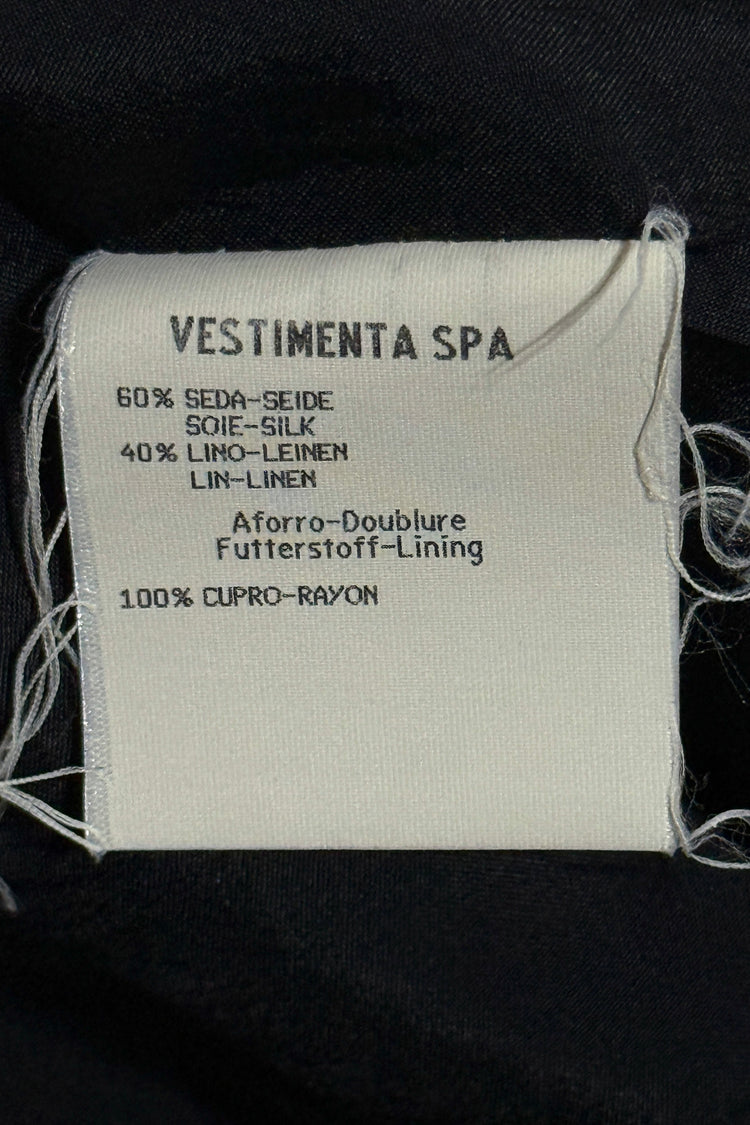 VESTIMENTA SPA
60% SEDA-SEIDE
SOIE-SILK
40% LINO-LEINEN
LIN-LINEN
Aforro-Doublure
Futterstoff-Lining
100% CUPRO-RAYON